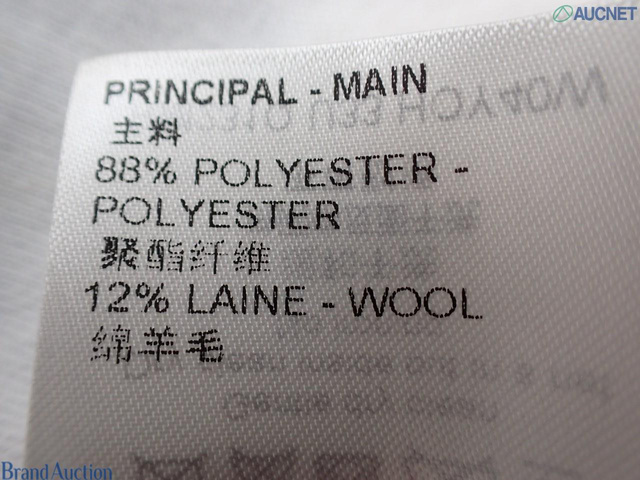 AUCNET
PRINCIPAL - MAIN
主料
88% POLYESTER -
POLYESTER
聚酯纤维
12% LAINE - WOOL
绵羊毛
Brand Auction